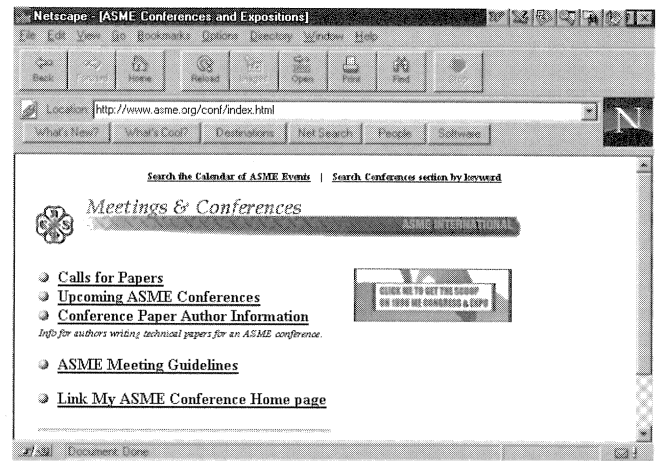 Netscape - [ASME Conferences and Expositions]
File Edit View Go Bookmarks Options Directory Window Help
Back Forward Home Reload Images Open Print Find Stop
Location: http://www.asme.org/conf/index.html
N
What's New? What's Cool? Destinations Net Search People Software
Search the Calendar of ASME Events | Search Conferences section by keyword
Meetings & Conferences
ASME INTERNATIONAL
Calls for Papers
Upcoming ASME Conferences
Conference Paper Author Information
Info for authors writing technical papers for an ASME conference.
CLICK ME TO GET THE SCOOP
ON 1996 ME CONGRESS & EXPO
ASME Meeting Guidelines
Link My ASME Conference Home page
Document: Done